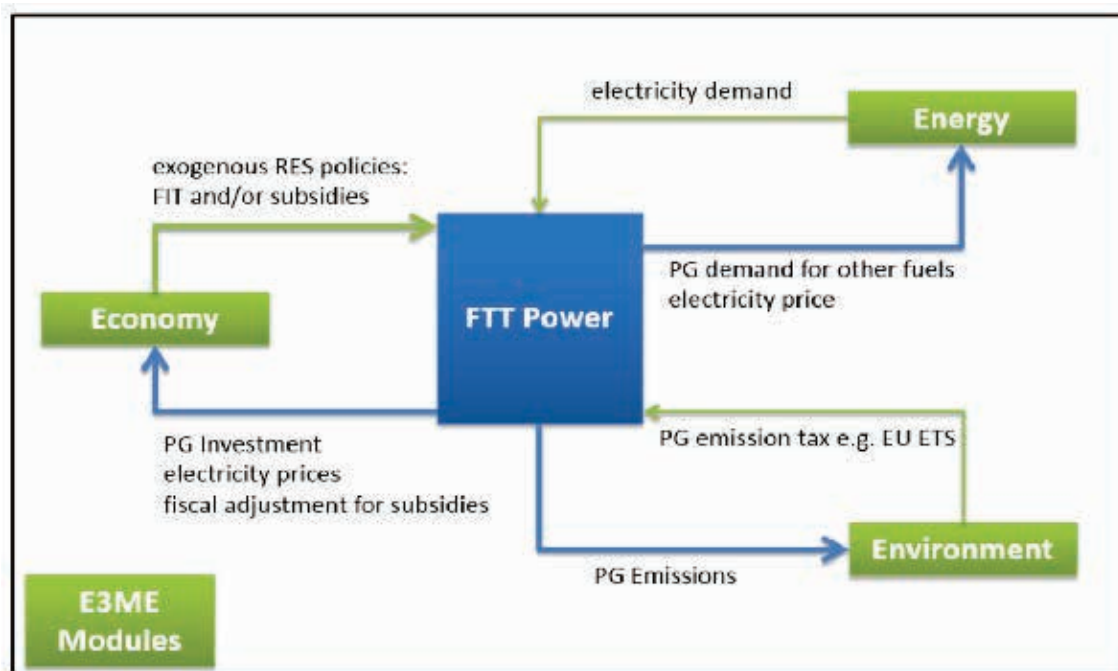 electricity demand
Energy
exogenous RES policies:
FIT and/or subsidies
PG demand for other fuels
electricity price
Economy
FTT Power
PG Investment
electricity prices
fiscal adjustment for subsidies
PG emission tax e.g. EU ETS
Environment
PG Emissions
E3ME
Modules